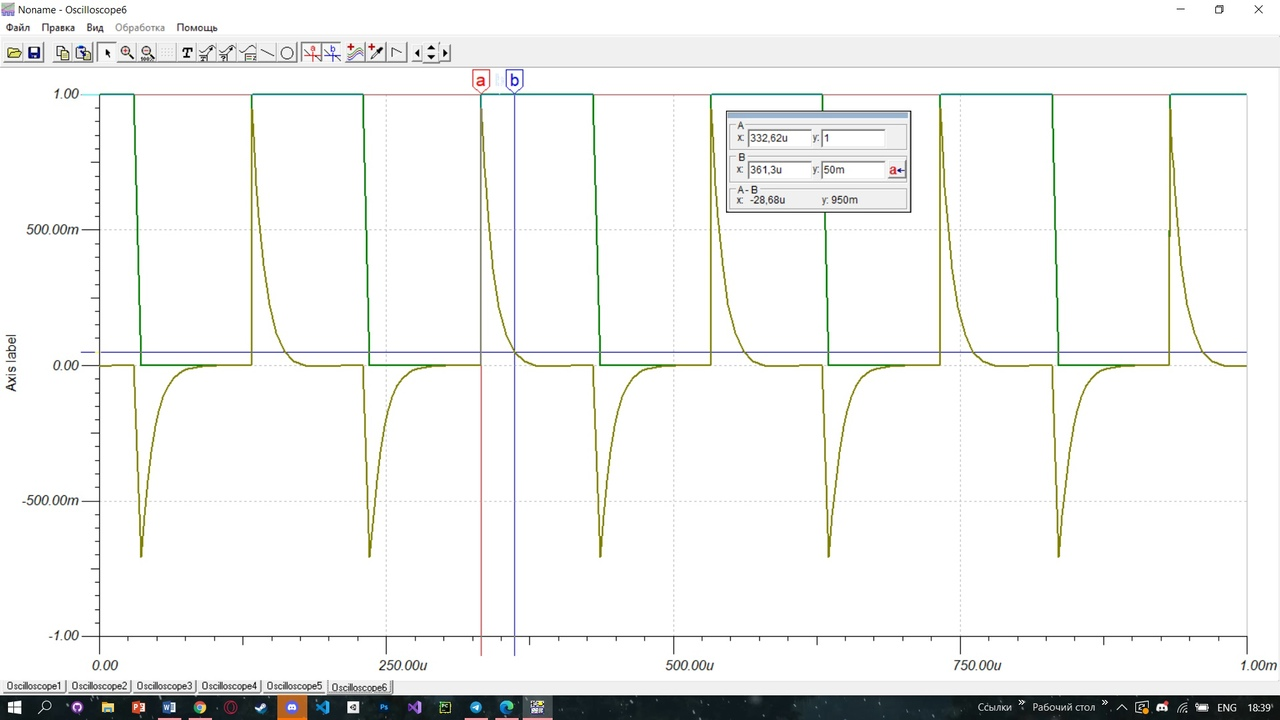 Noname - Oscilloscope6
Файл Правка Вид Обработка Помощь
a b
1.00
500.00m
0.00
-500.00m
-1.00
Axis label
0.00 250.00u 500.00u 750.00u 1.00m
A
x: 332,62u y: 1
B
x: 361,3u y: 50m a
A - B
x: -28,68u y: 950m
Oscilloscope1 Oscilloscope2 Oscilloscope3 Oscilloscope4 Oscilloscope5 Oscilloscope6
Ссылки » Рабочий стол » ENG 18:39